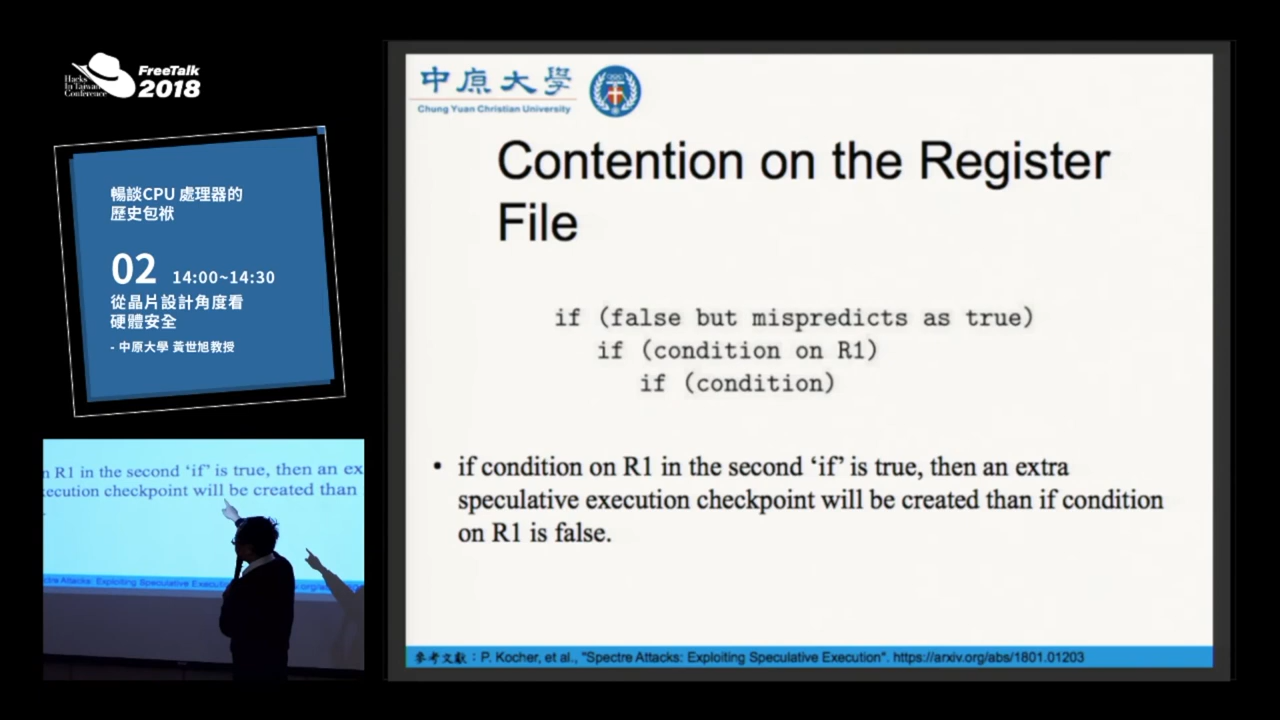 Hacks
In Taiwan
Conference
FreeTalk
2018
暢談CPU 處理器的
歷史包袱
02 14:00~14:30
從晶片設計角度看
硬體安全
- 中原大學 黃世旭教授
n R1 in the second ‘if’ is true, then an ex
ecution checkpoint will be created than
Attacks: Exploiting Speculative Execution
中原大學
Chung Yuan Christian University
Contention on the Register
File
if (false but mispredicts as true)
if (condition on R1)
if (condition)
• if condition on R1 in the second ‘if’ is true, then an extra
speculative execution checkpoint will be created than if condition
on R1 is false.
參考文獻：P. Kocher, et al., "Spectre Attacks: Exploiting Speculative Execution". https://arxiv.org/abs/1801.01203